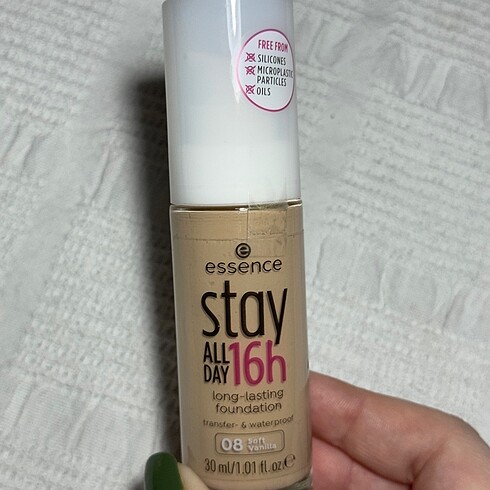 FREE FROM
SILICONES
MICROPLASTIC
PARTICLES
OILS
essence
stay
ALL
DAY 16h
long-lasting
foundation
transfer- & waterproof
08 Soft
Vanilla
30 ml/1.01 fl.oz.℮